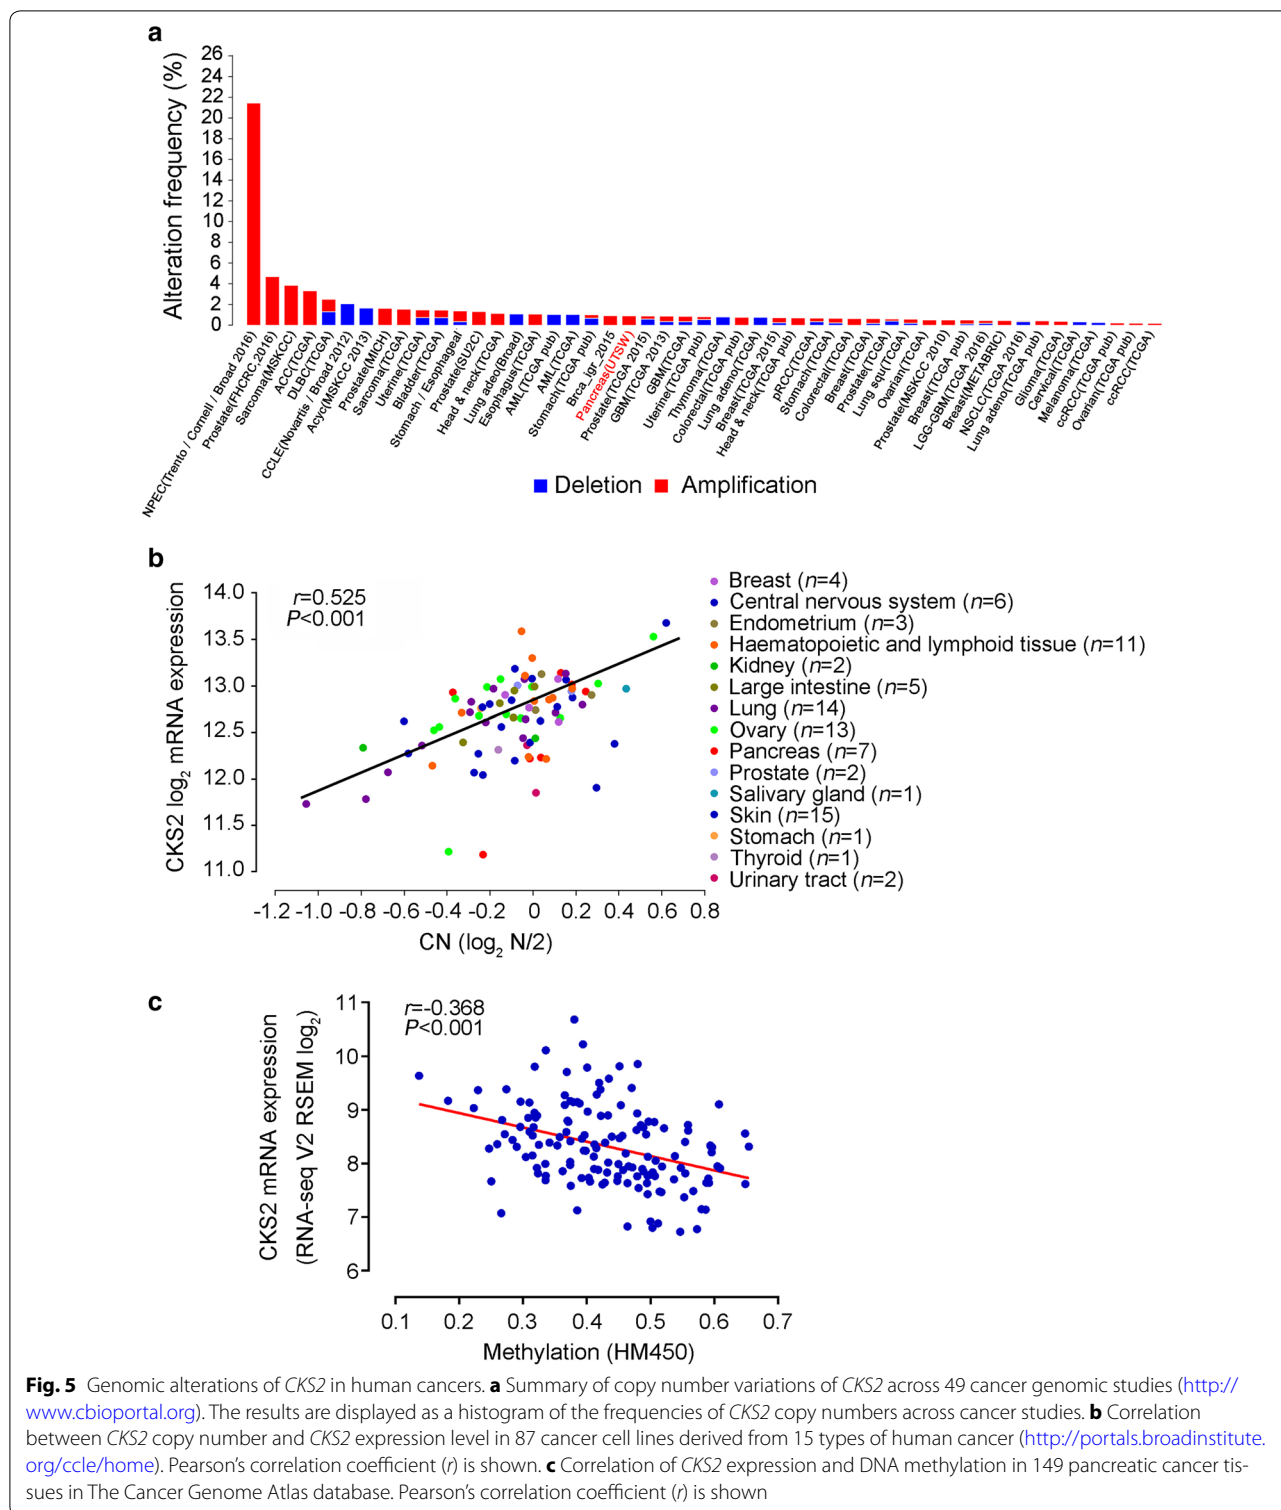 a
Alteration frequency (%)
26
24
22
20
18
16
14
12
10
8
6
4
2
0
NPEC(Trento / Cornell / Broad 2016)
Prostate(FHCRC,2016)
Sarcoma(MSKCC)
ACC(TCGA)
DLBC(TCGA)
CCLE(Novartis / Broad 2012)
Acyc(MSKCC 2013)
Prostate(MICH)
Sarcoma(TCGA)
Uterine(TCGA)
Bladder(TCGA)
Stomach / Esophageal
Prostate(SU2C)
Head & neck(TCGA)
Lung adeo(Broad)
Esophagus(TCGA)
AML(TCGA pub)
AML(TCGA)
Stomach(TCGA pub)
Brca_igr_2015
Pancreas(UTSW)
Prostate(TCGA 2015)
GBM(TCGA 2013)
GBM(TCGA)
Uterine(TCGA pub)
Thymoma(TCGA)
Colorectal(TCGA pub)
Lung adeno(TCGA)
Breast(TCGA 2015)
Head & neck(TCGA pub)
pRCC(TCGA)
Stomach(TCGA)
Colorectal(TCGA)
Breast(TCGA)
Prostate(TCGA)
Lung squ(TCGA)
Ovarian(TCGA)
Prostate(MSKCC 2010)
Breast(TCGA pub)
LGG-GBM(TCGA 2016)
Breast(METABRIC)
NSCLC(TCGA 2016)
Lung adeno(TCGA pub)
Glioma(TCGA)
Cervical(TCGA)
Melanoma(TCGA)
ccRCC(TCGA pub)
Ovarian(TCGA pub)
ccRCC(TCGA)
Deletion Amplification
b
CKS2 log2 mRNA expression
14.0
13.5
13.0
12.5
12.0
11.5
11.0
r=0.525
P<0.001
-1.2 -1.0 -0.8 -0.6 -0.4 -0.2 0 0.2 0.4 0.6 0.8
CN (log2 N/2)
Breast (n=4)
Central nervous system (n=6)
Endometrium (n=3)
Haematopoietic and lymphoid tissue (n=11)
Kidney (n=2)
Large intestine (n=5)
Lung (n=14)
Ovary (n=13)
Pancreas (n=7)
Prostate (n=2)
Salivary gland (n=1)
Skin (n=15)
Stomach (n=1)
Thyroid (n=1)
Urinary tract (n=2)
c
CKS2 mRNA expression
(RNA-seq V2 RSEM log2)
11
10
9
8
7
6
r=-0.368
P<0.001
0.1 0.2 0.3 0.4 0.5 0.6 0.7
Methylation (HM450)
Fig. 5 Genomic alterations of CKS2 in human cancers. a Summary of copy number variations of CKS2 across 49 cancer genomic studies (http://
www.cbioportal.org). The results are displayed as a histogram of the frequencies of CKS2 copy numbers across cancer studies. b Correlation
between CKS2 copy number and CKS2 expression level in 87 cancer cell lines derived from 15 types of human cancer (http://portals.broadinstitute.
org/ccle/home). Pearson's correlation coefficient (r) is shown. c Correlation of CKS2 expression and DNA methylation in 149 pancreatic cancer tis-
sues in The Cancer Genome Atlas database. Pearson's correlation coefficient (r) is shown